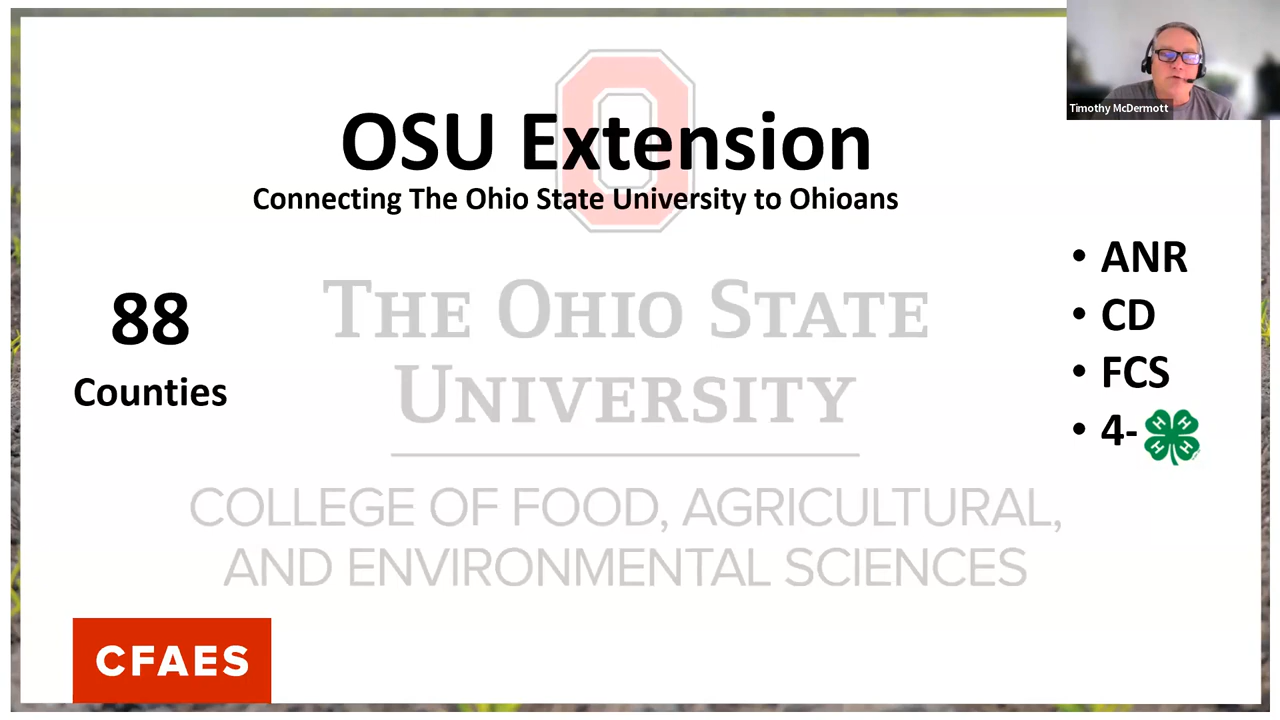 OSU Extension
Connecting The Ohio State University to Ohioans
Timothy McDermott
88
Counties
• ANR
• CD
• FCS
• 4-
H H
H H
THE OHIO STATE
UNIVERSITY
COLLEGE OF FOOD, AGRICULTURAL,
AND ENVIRONMENTAL SCIENCES
CFAES